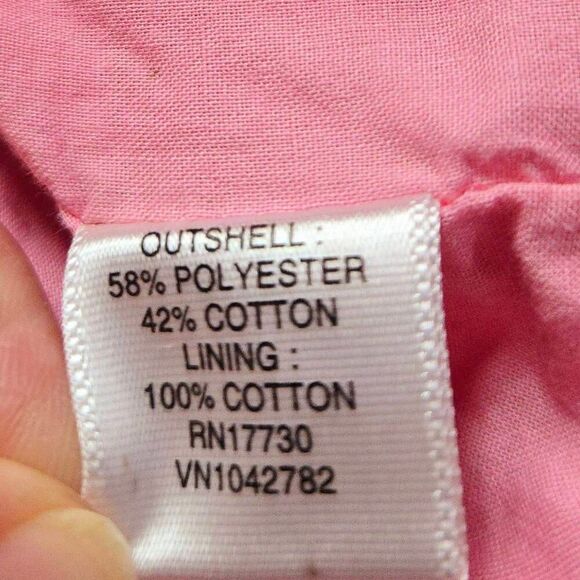 OUTSHELL :
58% POLYESTER
42% COTTON
LINING :
100% COTTON
RN17730
VN1042782